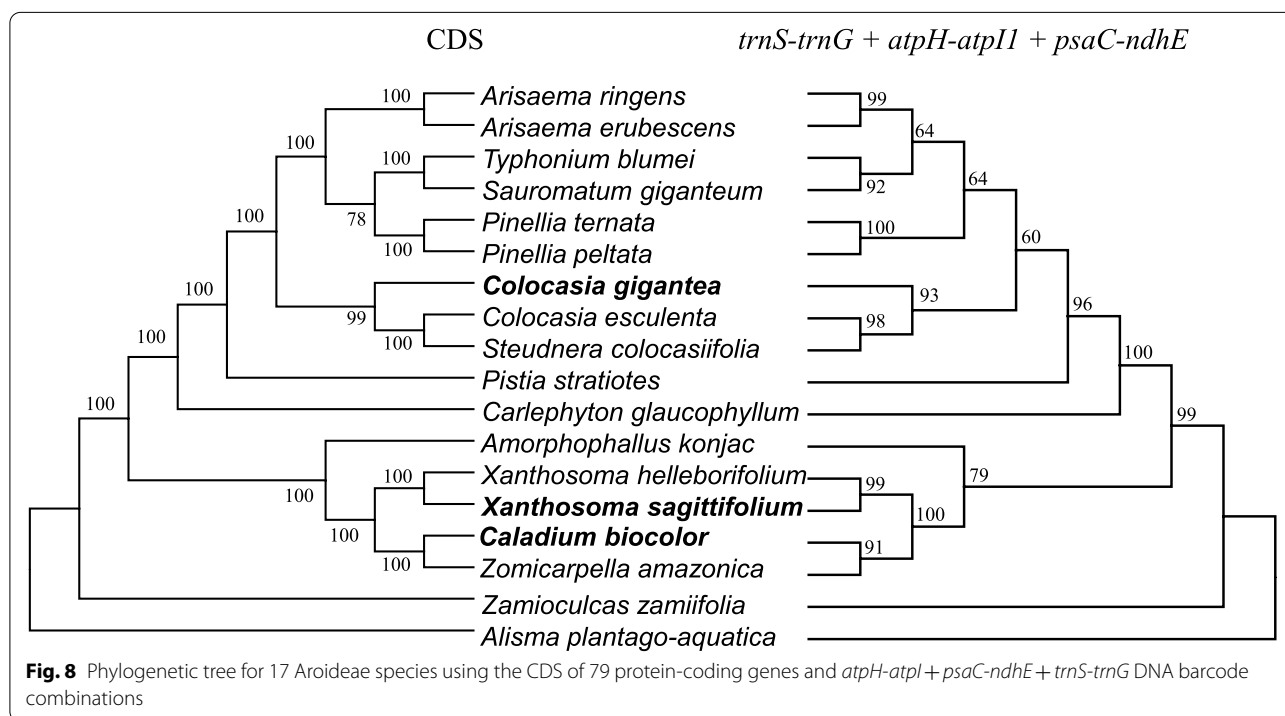 CDS trnS-trnG + atpH-atpI1 + psaC-ndhE
100 Arisaema ringens 99
Arisaema erubescens
100 64
100 Typhonium blumei
Sauromatum giganteum 92
64
78
100 Pinellia ternata 100
100 Pinellia peltata
60
Colocasia gigantea 93
100 99 Colocasia esculenta 98 96
100 Steudnera colocasiifolia
100 Pistia stratiotes 100
Carlephyton glaucophyllum
100 99
Amorphophallus konjac
100 100 Xanthosoma helleborifolium 99 79
Xanthosoma sagittifolium
100 Caladium biocolor 100
100 Zomicarpella amazonica 91
Zamioculcas zamiifolia
Alisma plantago-aquatica
Fig. 8 Phylogenetic tree for 17 Aroideae species using the CDS of 79 protein-coding genes and atpH-atpI + psaC-ndhE + trnS-trnG DNA barcode
combinations